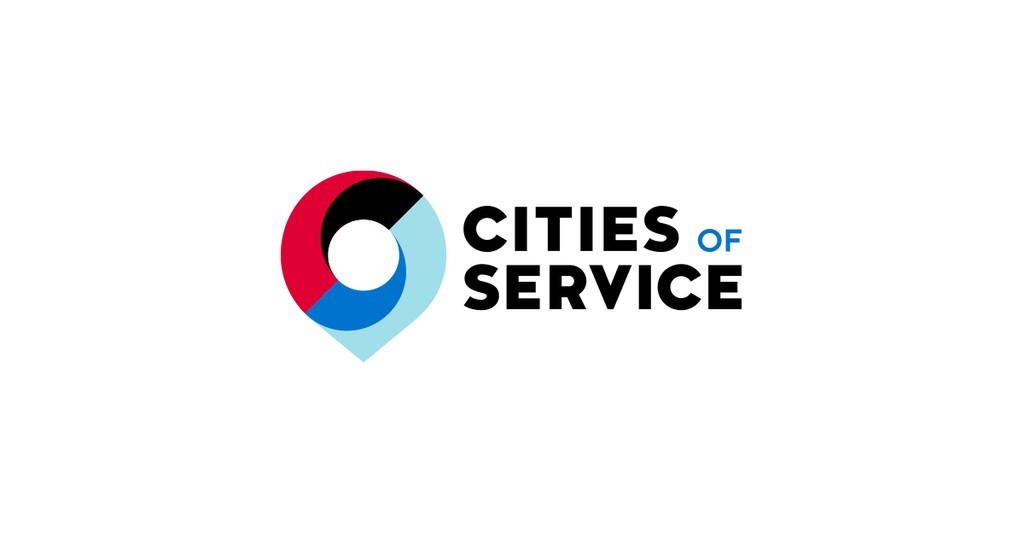 CITIES OF
SERVICE